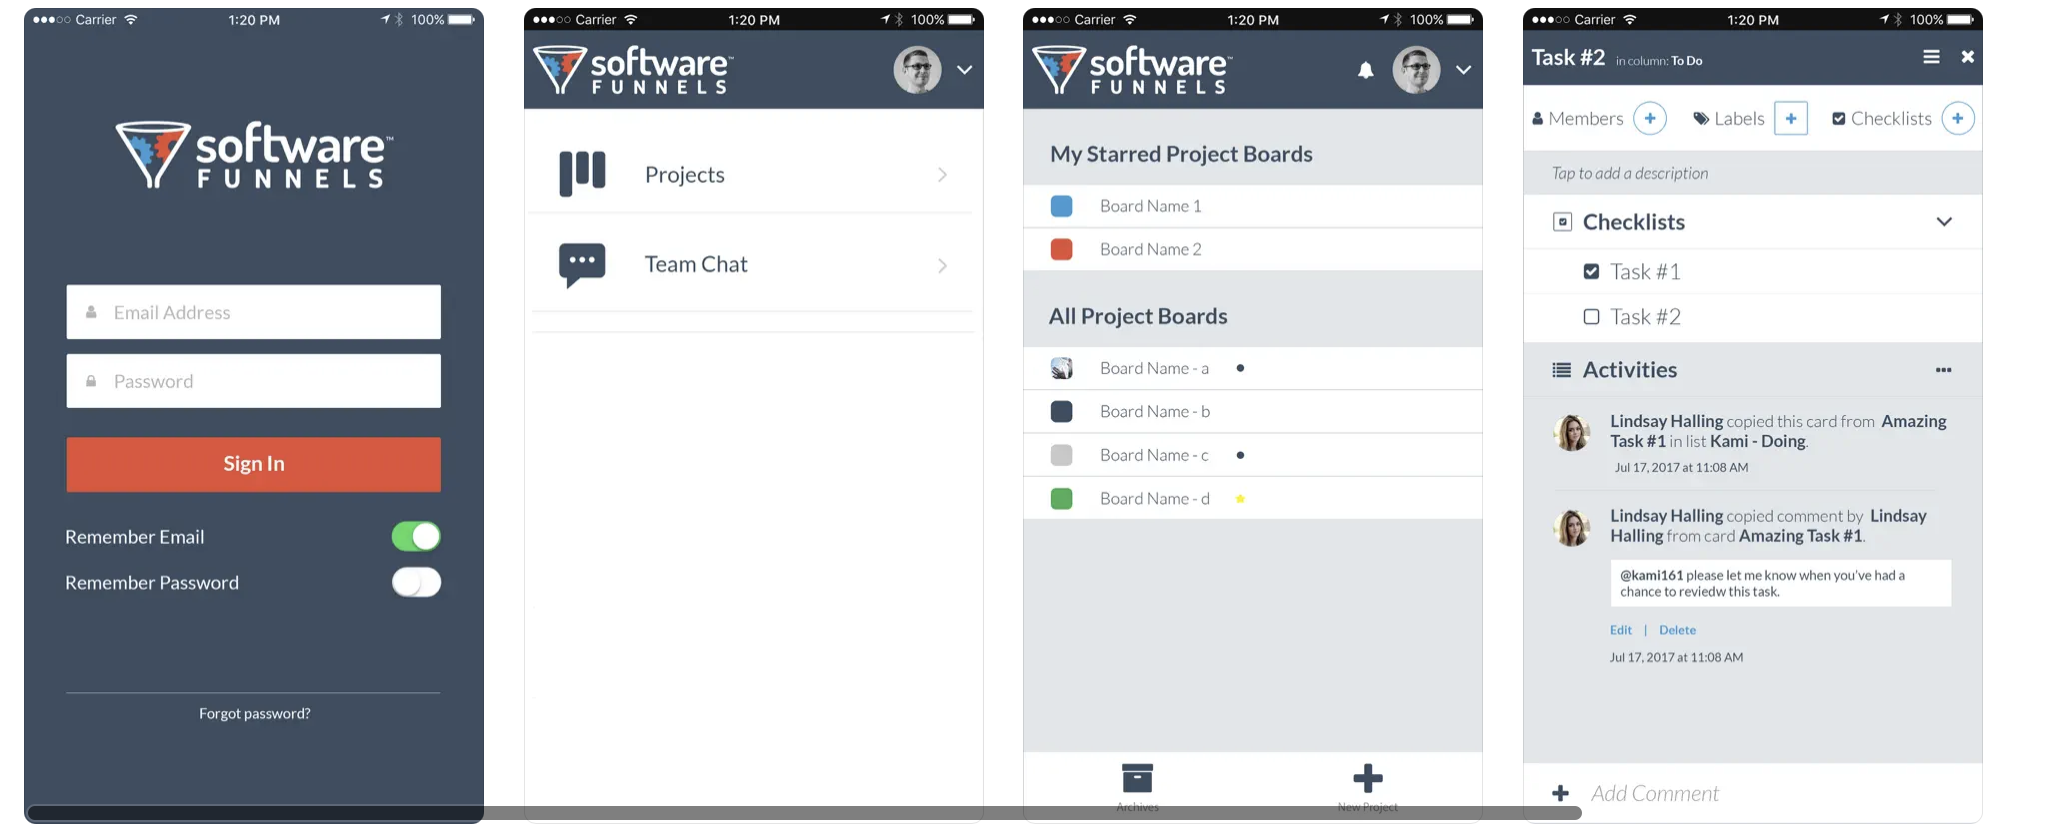 Carrier 1:20 PM 100%
software™
FUNNELS
Email Address
Password
Sign In
Remember Email
Remember Password
Forgot password?
Carrier 1:20 PM 100%
software™
FUNNELS
Projects
Team Chat
Carrier 1:20 PM 100%
software™
FUNNELS
My Starred Project Boards
Board Name 1
Board Name 2
All Project Boards
Board Name - a
Board Name - b
Board Name - c
Board Name - d
Archives New Project
Carrier 1:20 PM 100%
Task #2 in column: To Do
Members Labels Checklists
Tap to add a description
Checklists
Task #1
Task #2
Activities
Lindsay Halling copied this card from Amazing
Task #1 in list Kami - Doing.
Jul 17, 2017 at 11:08 AM
Lindsay Halling copied comment by Lindsay
Halling from card Amazing Task #1.
@kami161 please let me know when you've had a
chance to reviedw this task.
Edit | Delete
Jul 17, 2017 at 11:08 AM
Add Comment